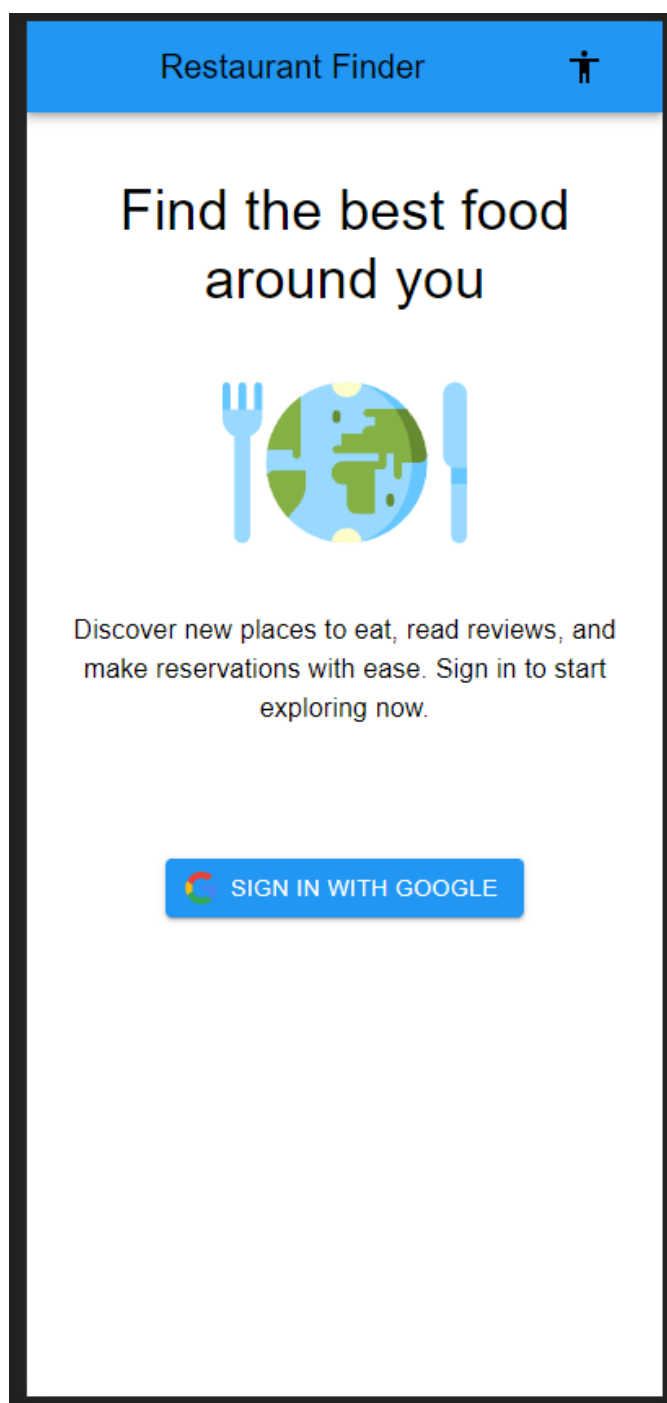 Restaurant Finder
Find the best food
around you
Discover new places to eat, read reviews, and
make reservations with ease. Sign in to start
exploring now.
SIGN IN WITH GOOGLE